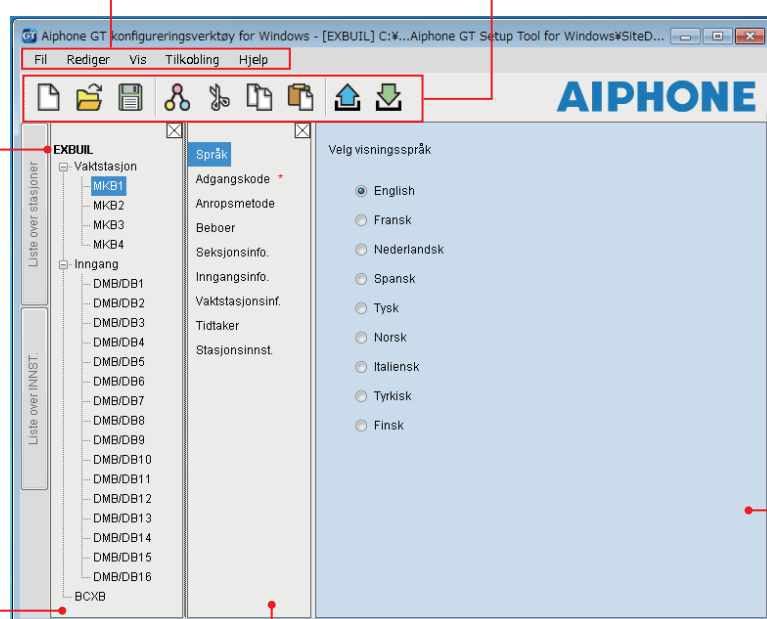 Aiphone GT konfigureringsverktøy for Windows - [EXBUIL] C:¥...Aiphone GT Setup Tool for Windows¥SiteD...
Fil Rediger Vis Tilkobling Hjelp
AIPHONE
Liste over stasjoner
Liste over INNST.
EXBUIL
Vaktstasjon
MKB1
MKB2
MKB3
MKB4
Inngang
DMB/DB1
DMB/DB2
DMB/DB3
DMB/DB4
DMB/DB5
DMB/DB6
DMB/DB7
DMB/DB8
DMB/DB9
DMB/DB10
DMB/DB11
DMB/DB12
DMB/DB13
DMB/DB14
DMB/DB15
DMB/DB16
BCXB
Språk
Adgangskode *
Anropsmetode
Beboer
Seksjonsinfo.
Inngangsinfo.
Vaktstasjonsinf.
Tidtaker
Stasjonsinnst.
Velg visningsspråk
English
Fransk
Nederlandsk
Spansk
Tysk
Norsk
Italiensk
Tyrkisk
Finsk